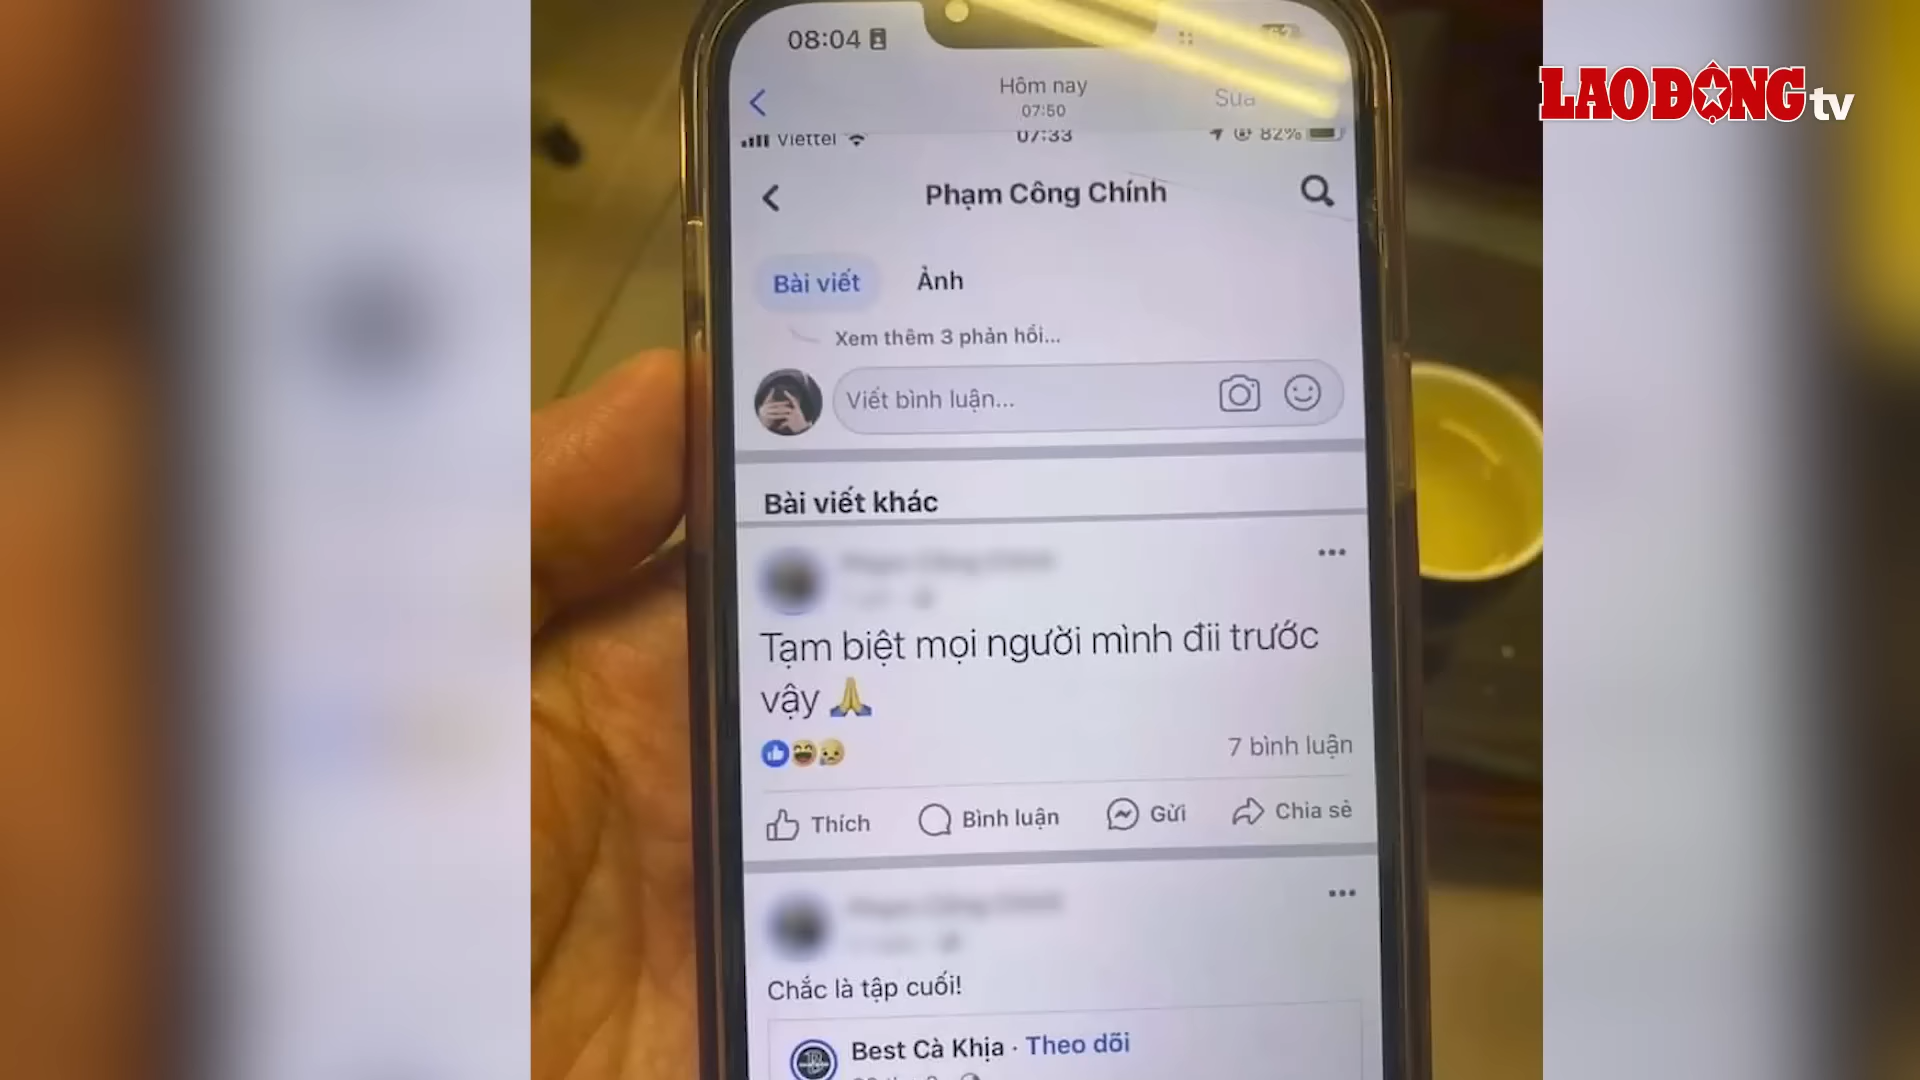 08:04
Hôm nay
07:50
Sửa
LAO ĐỘNG tv
Viettel 07:33 82%
Phạm Công Chính
Bài viết Ảnh
Xem thêm 3 phản hồi...
Viết bình luận...
Bài viết khác
Tạm biệt mọi người mình đii trước
vậy 🙏
7 bình luận
Thích Bình luận Gửi Chia sẻ
Chắc là tập cuối!
Best Cà Khịa · Theo dõi